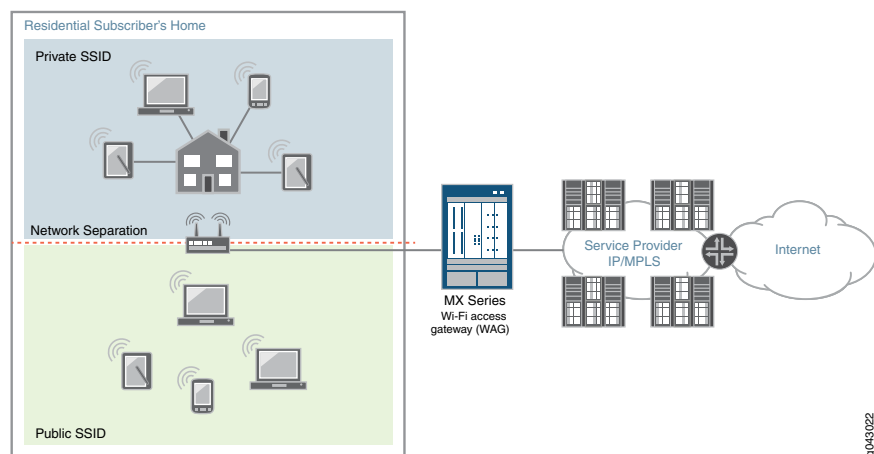 Residential Subscriber's Home
Private SSID
Network Separation
Public SSID
MX Series
Wi-Fi access
gateway (WAG)
Service Provider
IP/MPLS
Internet
g043022